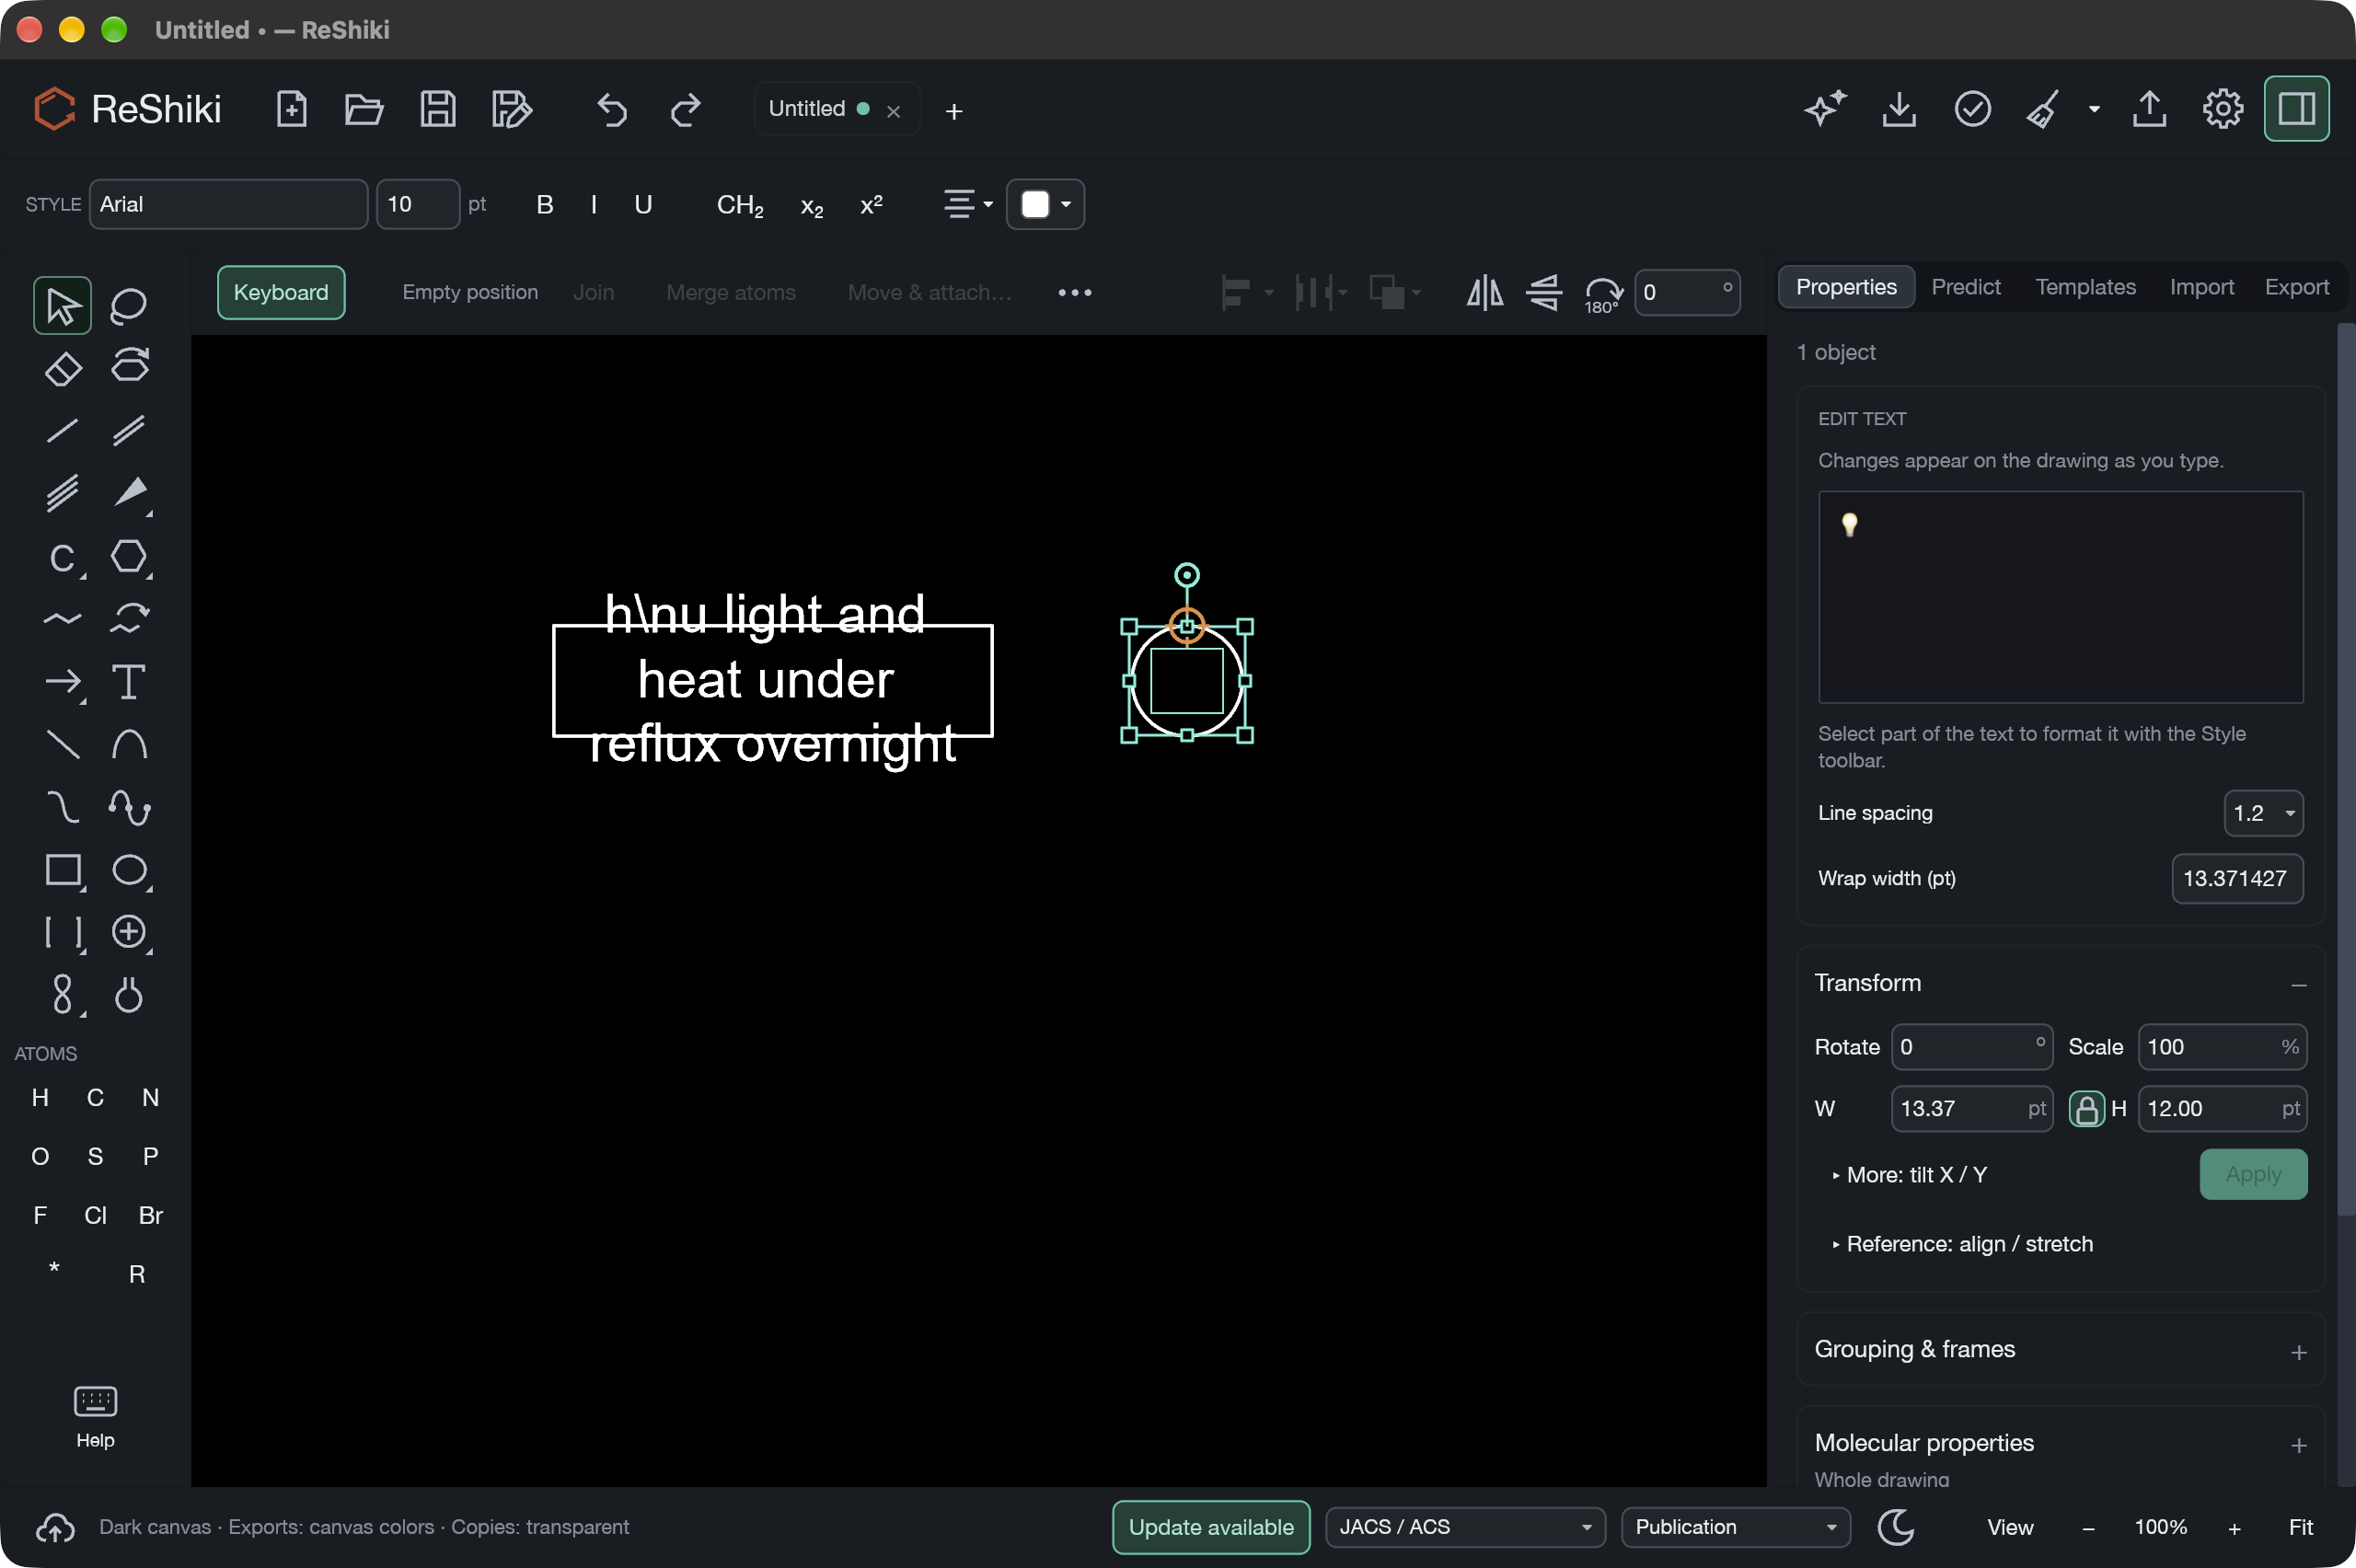 Untitled • — ReShiki
ReShiki
Untitled
STYLE Arial 10 pt B I U CH₂ x₂ x²
Keyboard Empty position Join Merge atoms Move & attach… 180° 0 °
Properties Predict Templates Import Export
1 object
EDIT TEXT
Changes appear on the drawing as you type.
💡
Select part of the text to format it with the Style
toolbar.
Line spacing 1.2
Wrap width (pt) 13.371427
Transform
Rotate 0 ° Scale 100 %
W 13.37 pt H 12.00 pt
More: tilt X / Y Apply
Reference: align / stretch
Grouping & frames
Molecular properties
Whole drawing
h\nu light and
heat under
reflux overnight
C
T
ATOMS
H C N
O S P
F Cl Br
* R
Help
Dark canvas · Exports: canvas colors · Copies: transparent
Update available JACS / ACS Publication View − 100% + Fit